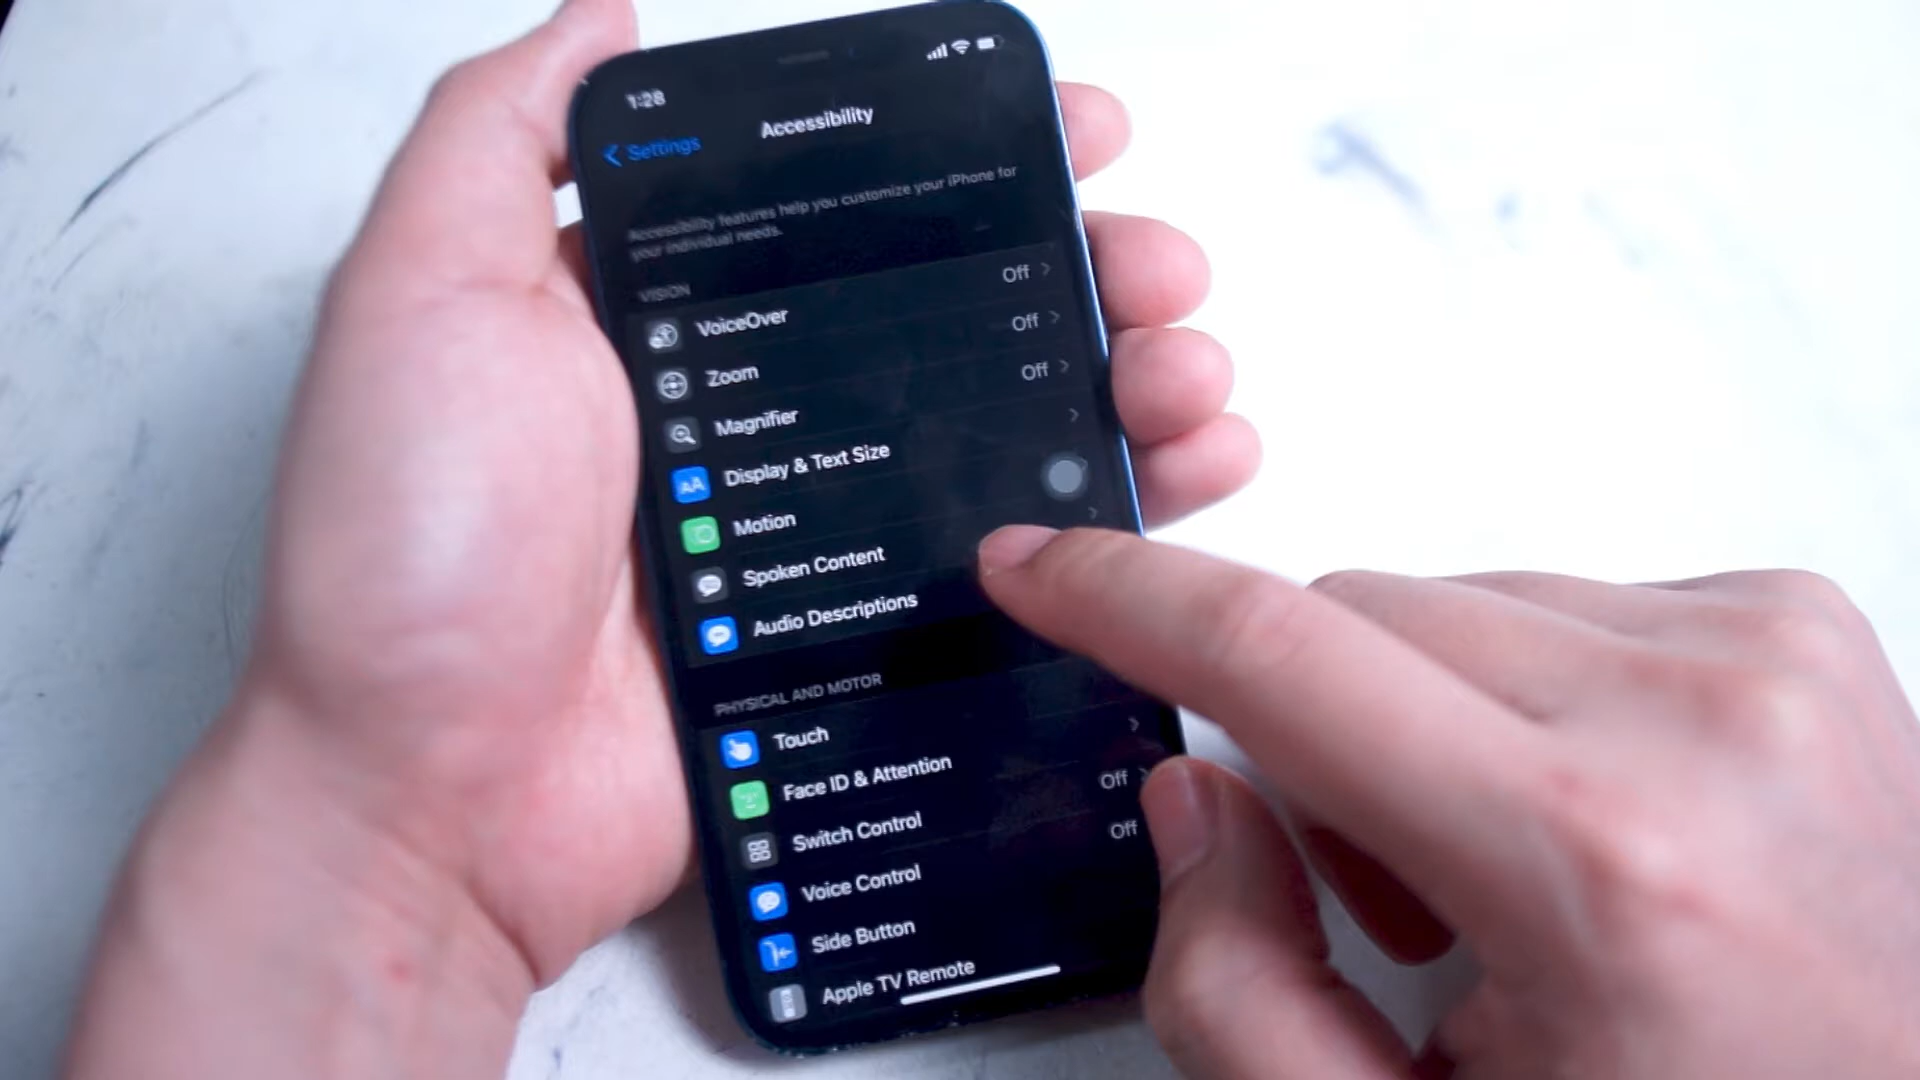 1:28
Settings
Accessibility
Accessibility features help you customize your iPhone for
your individual needs.
VISION
VoiceOver Off
Zoom Off
Magnifier Off
Display & Text Size
Motion
Spoken Content
Audio Descriptions
PHYSICAL AND MOTOR
Touch
Face ID & Attention
Switch Control Off
Voice Control Off
Side Button
Apple TV Remote